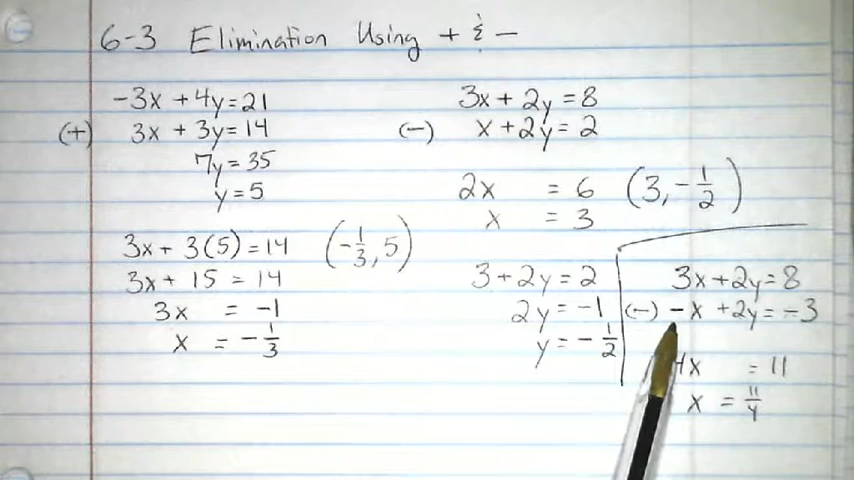 6-3 Elimination Using + & -
-3x + 4y = 21
(+) 3x + 3y = 14
7y = 35
y = 5
3x + 3(5) = 14
(-1/3, 5)
3x + 15 = 14
3x = -1
x = -1/3
3x + 2y = 8
(-) x + 2y = 2
2x = 6
(3, -1/2)
x = 3
3 + 2y = 2
2y = -1
y = -1/2
3x + 2y = 8
(-) -x + 2y = -3
4x = 11
x = 11/4